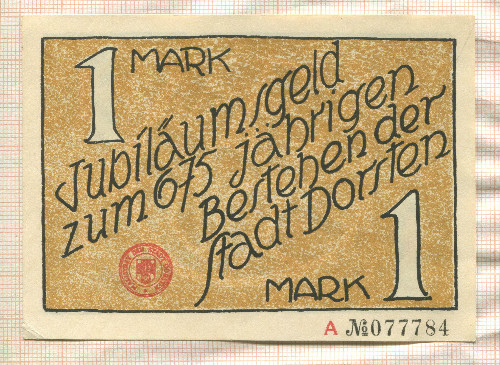 1 MARK
Jubiläumsgeld
zum 675 jährigen
Bestehen der
Stadt Dorsten
MARK 1
A №077784